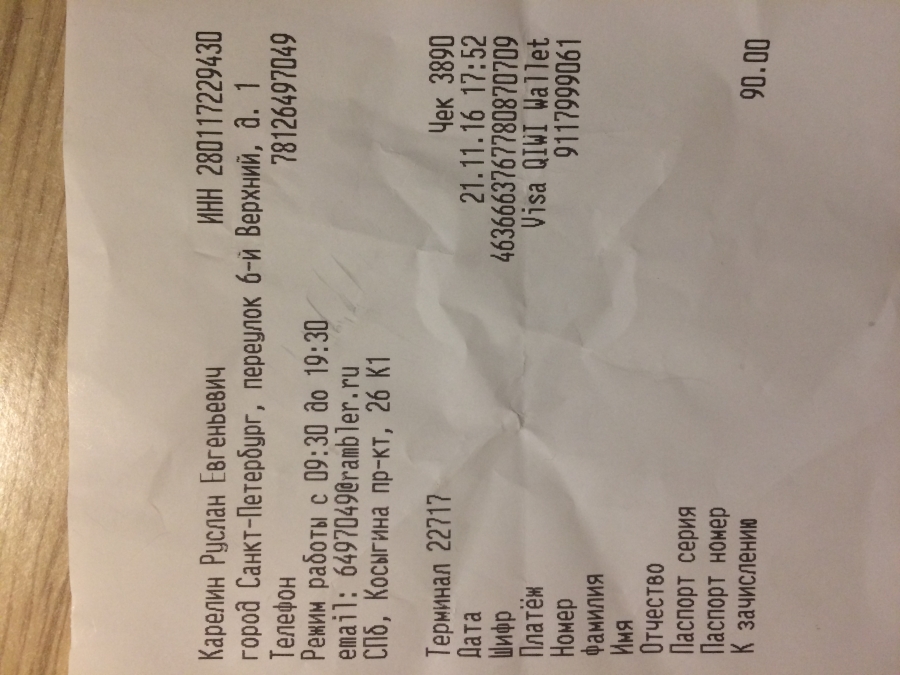 Карелин Руслан Евгеньевич ИНН 280117229430
город Санкт-Петербург, переулок 6-й Верхний, д. 1
Телефон 78126497049
Режим работы с 09:30 до 19:30
email: 6497049@rambler.ru
СПб, Косыгина пр-кт, 26 К1
Терминал 22717 Чек 3890
Дата 21.11.16 17:52
Шифр 46366637677808707​09
Платёж Visa QIWI Wallet
Номер 9117999061
фамилия
Имя
Отчество
Паспорт серия
Паспорт номер
К зачислению 90.00